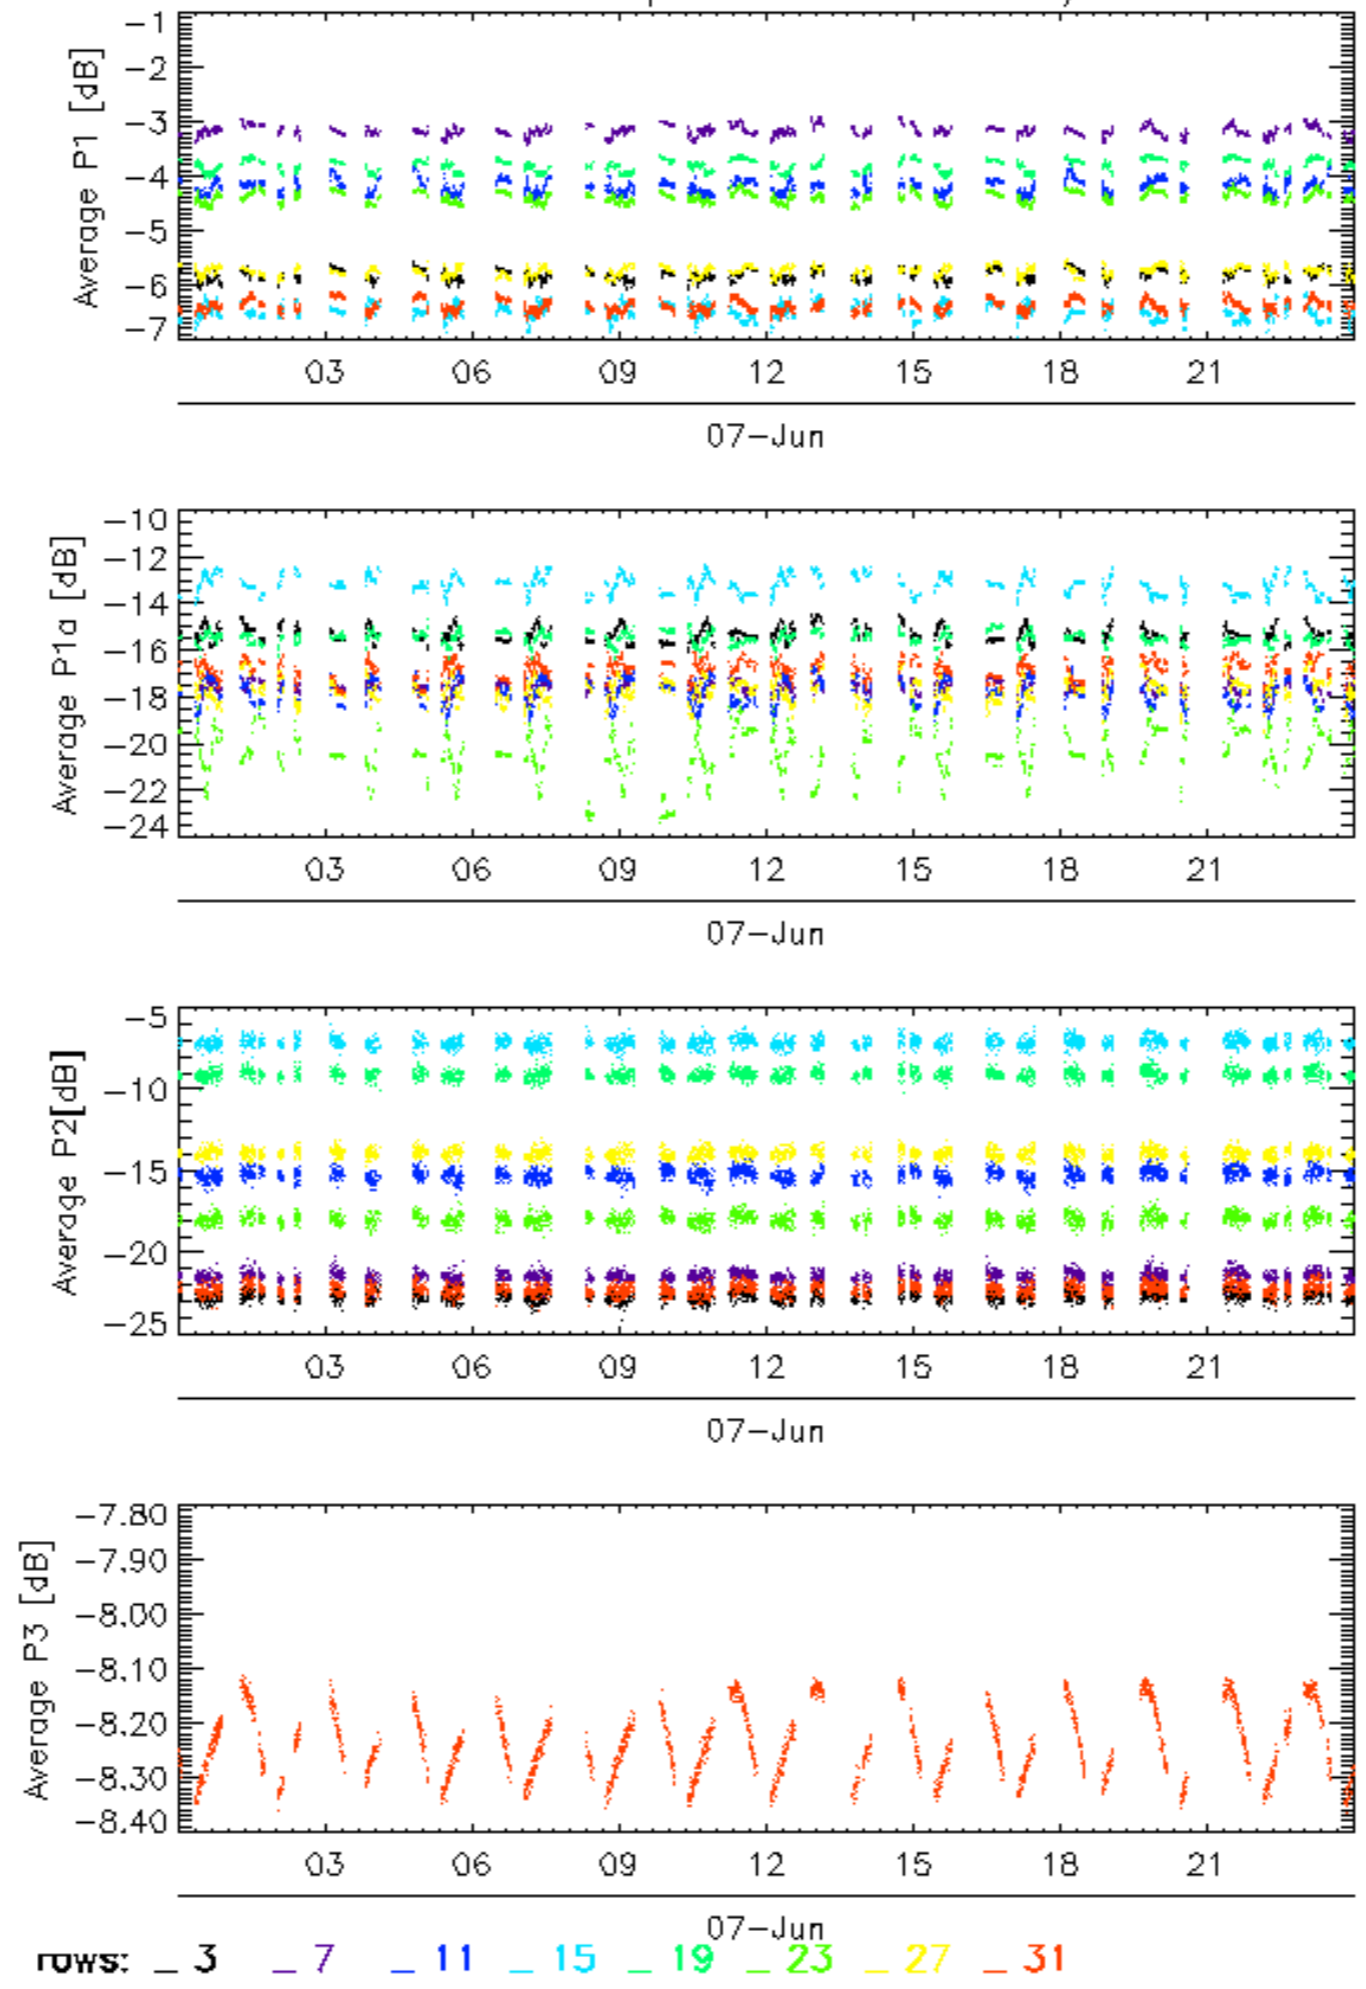 Average P1 [dB]
-1
-2
-3
-4
-5
-6
-7
03 06 09 12 15 18 21
07-Jun
Average P1a [dB]
-10
-12
-14
-16
-18
-20
-22
-24
03 06 09 12 15 18 21
07-Jun
Average P2[dB]
-5
-10
-15
-20
-25
03 06 09 12 15 18 21
07-Jun
Average P3 [dB]
-7.80
-7.90
-8.00
-8.10
-8.20
-8.30
-8.40
03 06 09 12 15 18 21
07-Jun
rows: _ 3 _ 7 _ 11 _ 15 _ 19 _ 23 _ 27 _ 31